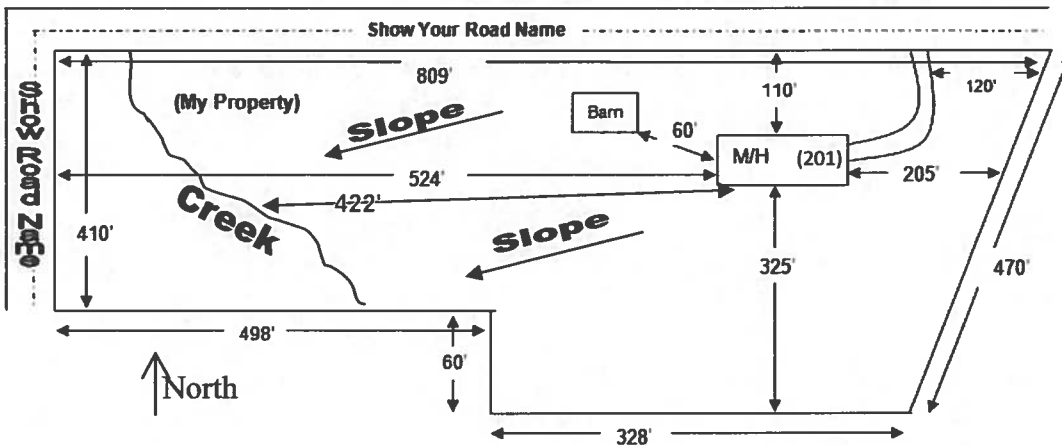 Show Your Road Name
809'
110'
120'
(My Property)
Slope
Barn
60'
M/H (201)
Show Road Name
524'
205'
422'
Creek
410'
Slope
325'
470'
498'
60'
North
328'